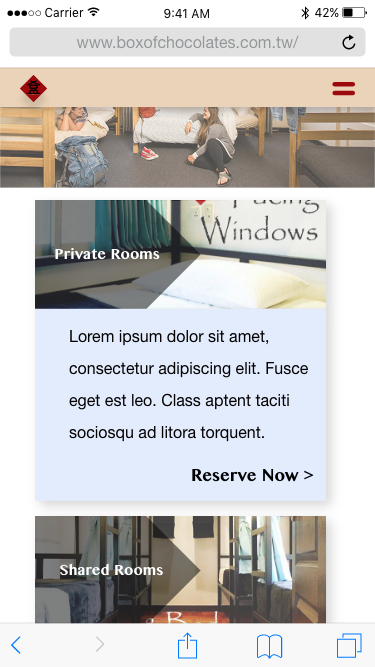 Carrier 9:41 AM 42%
www.boxofchocolates.com.tw/
Facing
Windows
Private Rooms
Lorem ipsum dolor sit amet,
consectetur adipiscing elit. Fusce
eget est leo. Class aptent taciti
sociosqu ad litora torquent.
Reserve Now >
Shared Rooms